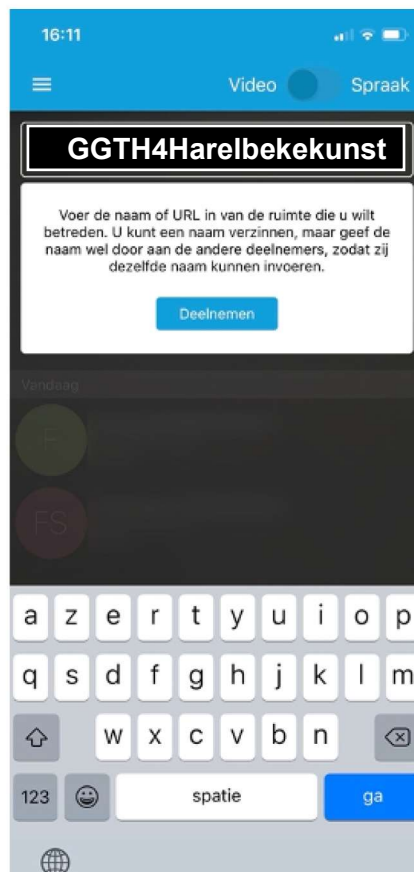 16:11
Video Spraak
GGTH4Harelbekekunst
Voer de naam of URL in van de ruimte die u wilt
betreden. U kunt een naam verzinnen, maar geef de
naam wel door aan de andere deelnemers, zodat zij
dezelfde naam kunnen invoeren.
Deelnemen
Vandaag
F
FS
a z e r t y u i o p
q s d f g h j k l m
w x c v b n
123 spatie ga